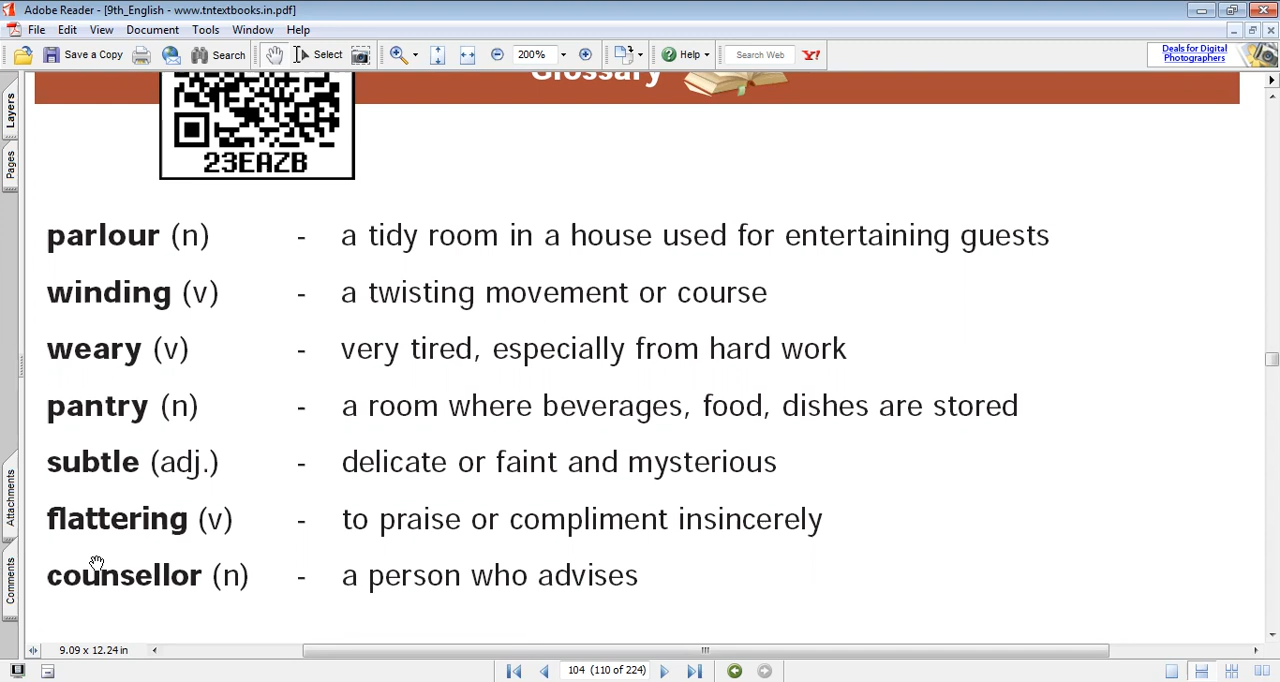 Adobe Reader - [9th_English - www.tntextbooks.in.pdf]
File Edit View Document Tools Window Help
Save a Copy Search Select 200% Help Search Web Y!
Deals for Digital
Photographers
Layers
Pages
Attachments
Comments
Glossary
23EAZB
parlour (n) - a tidy room in a house used for entertaining guests
winding (v) - a twisting movement or course
weary (v) - very tired, especially from hard work
pantry (n) - a room where beverages, food, dishes are stored
subtle (adj.) - delicate or faint and mysterious
flattering (v) - to praise or compliment insincerely
counsellor (n) - a person who advises
9.09 x 12.24 in
104 (110 of 224)